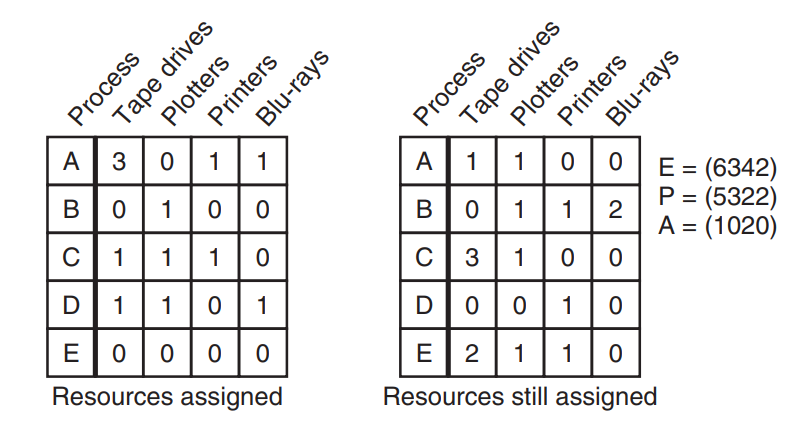 Process Tape drives Plotters Printers Blu-rays
A 3 0 1 1
B 0 1 0 0
C 1 1 1 0
D 1 1 0 1
E 0 0 0 0
Resources assigned
Process Tape drives Plotters Printers Blu-rays
A 1 1 0 0
B 0 1 1 2
C 3 1 0 0
D 0 0 1 0
E 2 1 1 0
Resources still assigned
E = (6342)
P = (5322)
A = (1020)